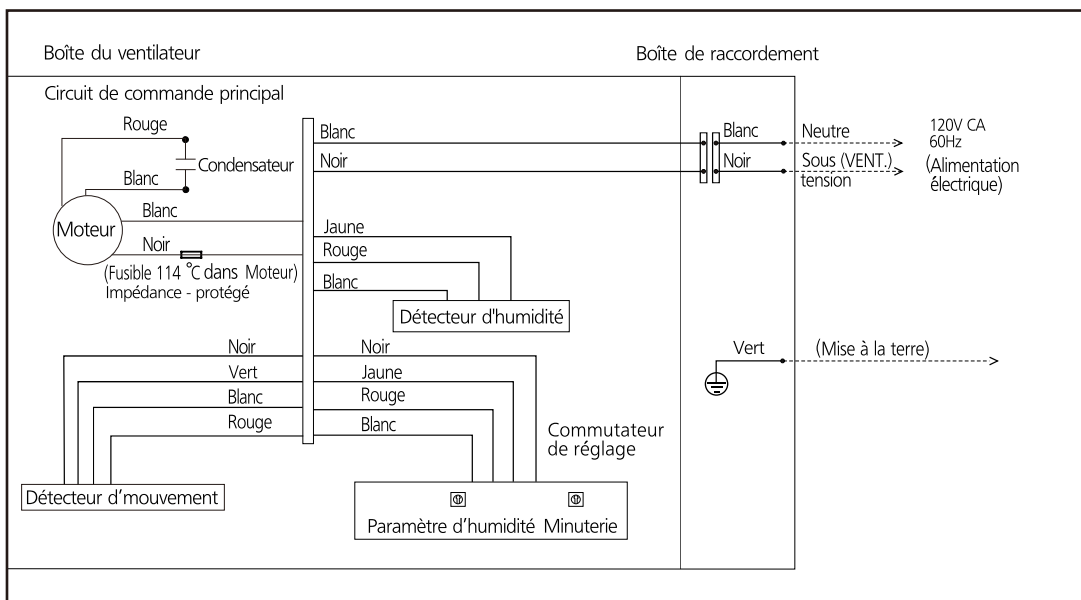 Boîte du ventilateur
Boîte de raccordement
Circuit de commande principal
Rouge
Condensateur
Blanc
Moteur
Blanc
Noir
(Fusible 114 °C dans Moteur)
Impédance - protégé
Blanc
Noir
Blanc
Noir
Neutre
Sous (VENT.)
tension
120V CA
60Hz
(Alimentation
électrique)
Jaune
Rouge
Blanc
Détecteur d'humidité
Noir
Vert
Blanc
Rouge
Noir
Jaune
Rouge
Blanc
Vert
(Mise à la terre)
Commutateur
de réglage
Détecteur d’mouvement
Paramètre d’humidité
Minuterie